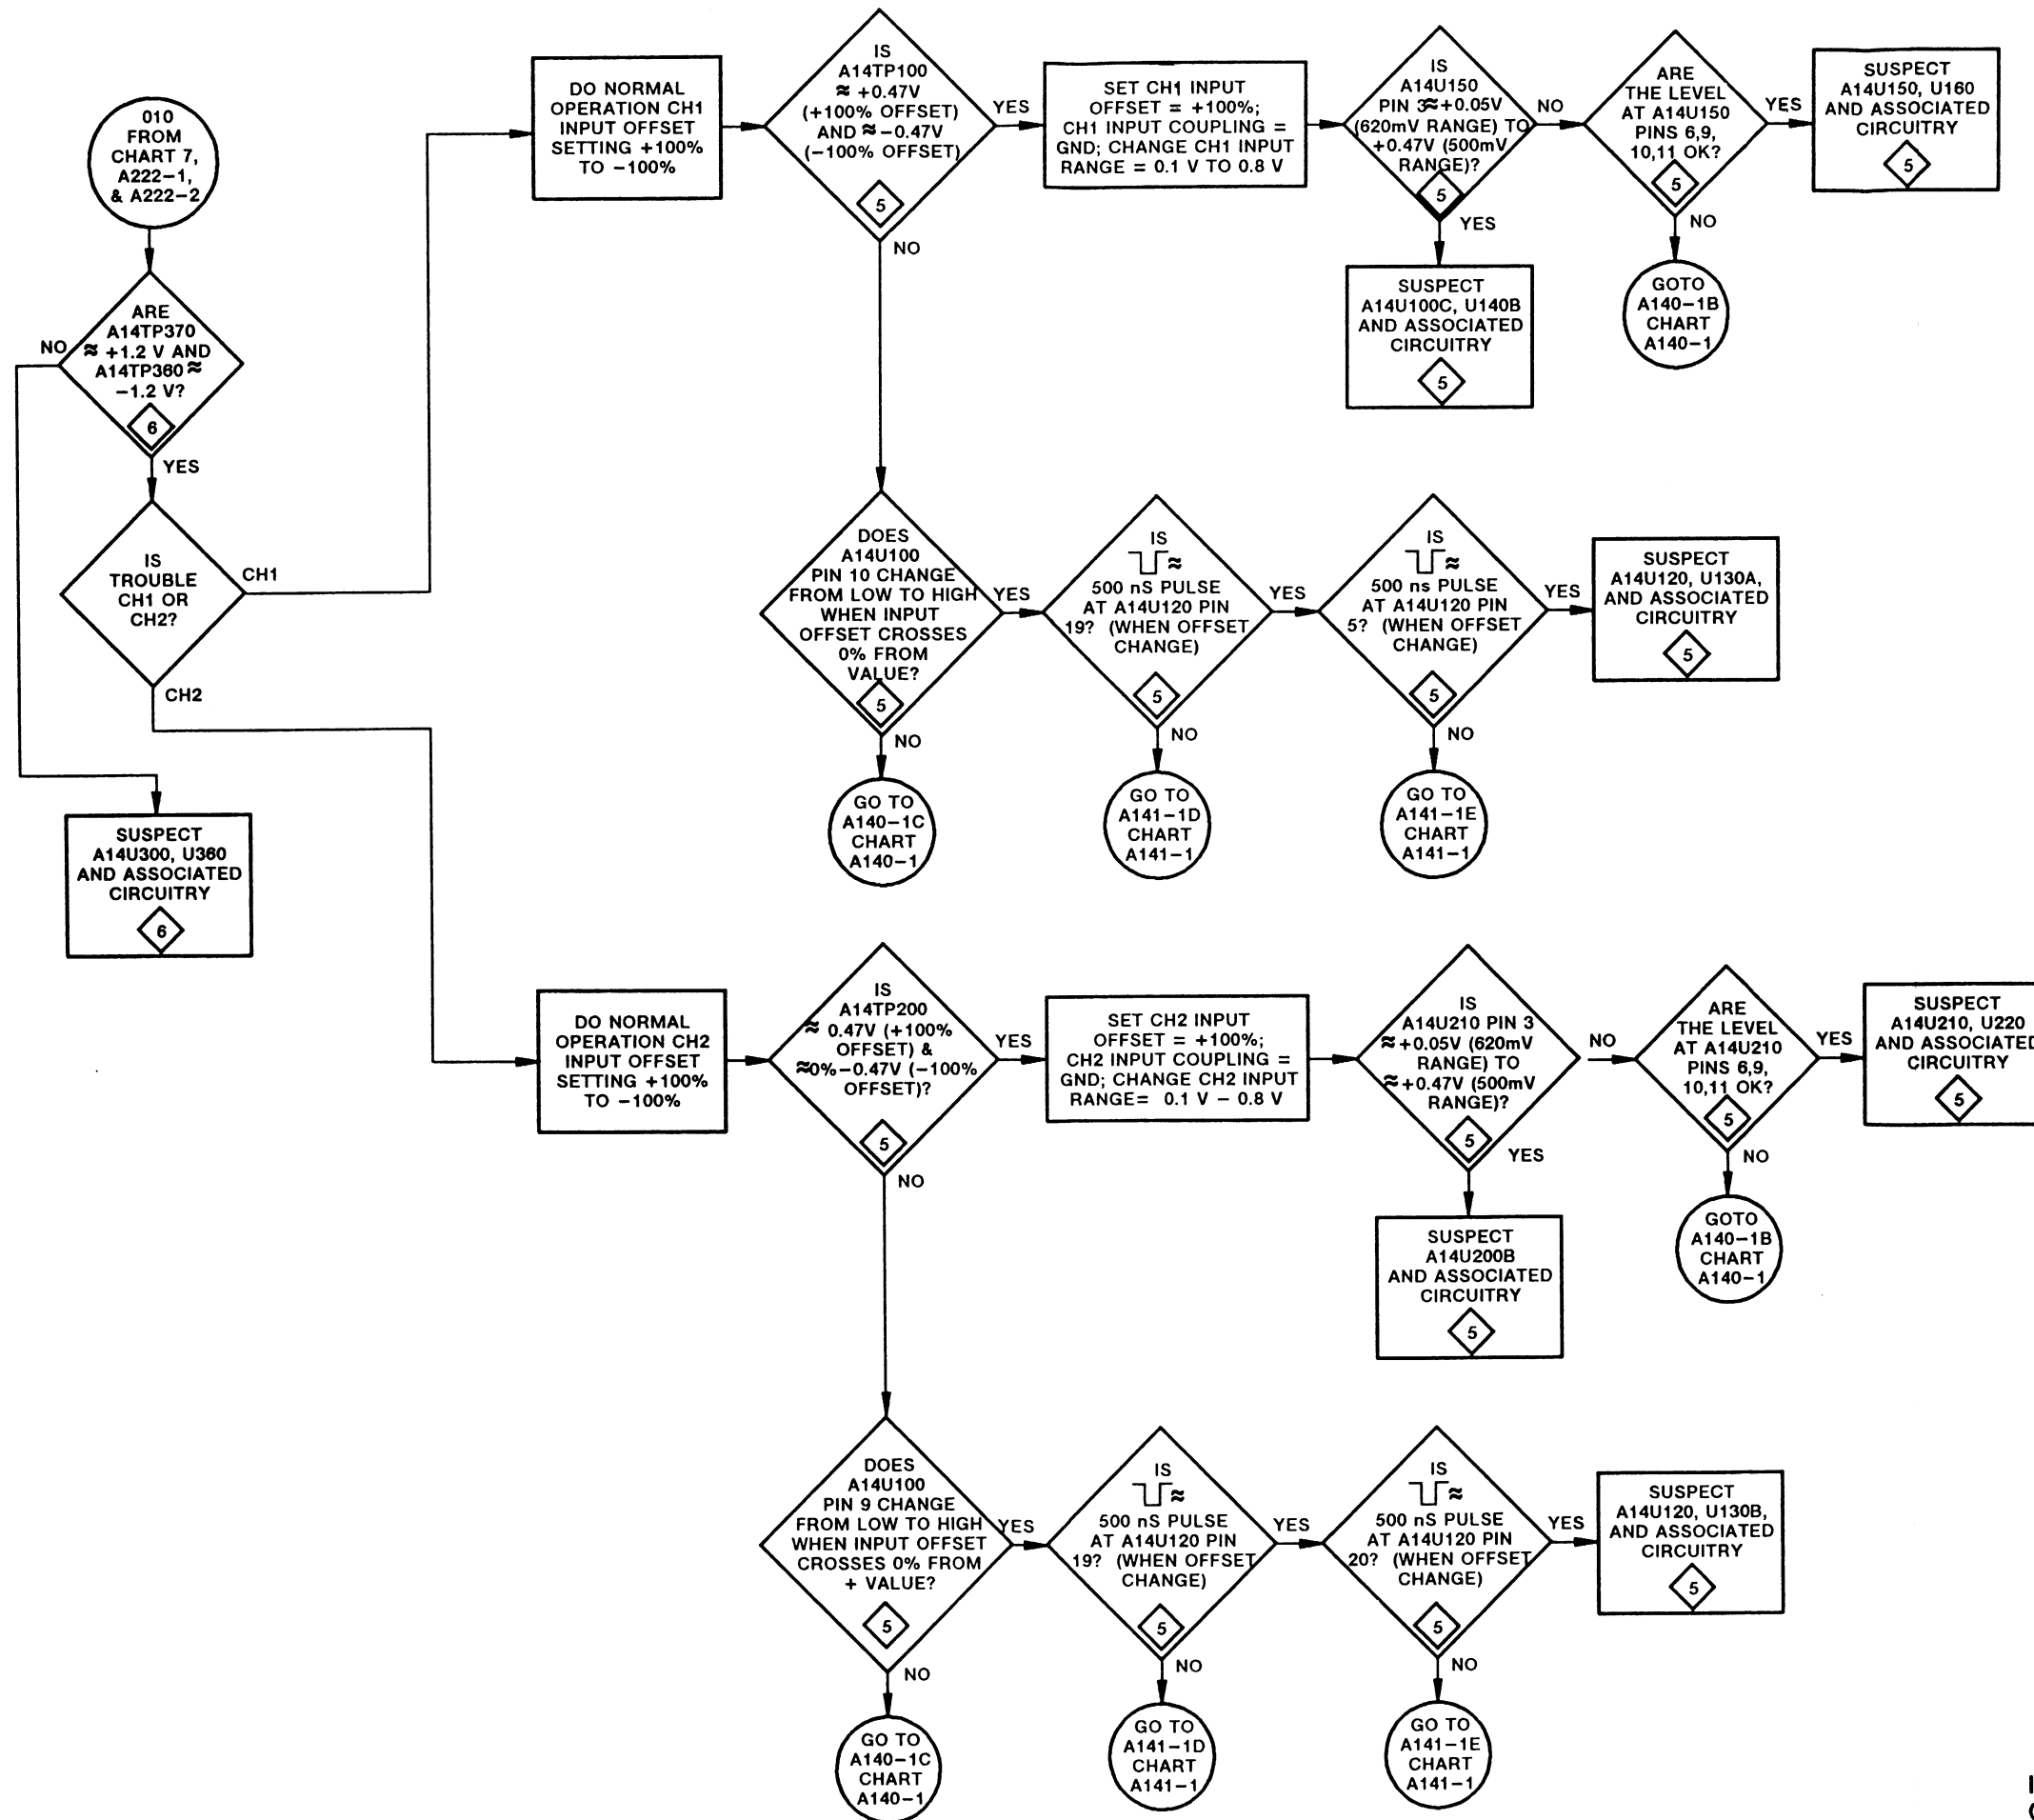 010
FROM
CHART 7,
A222-1,
& A222-2
ARE
A14TP370
≈ +1.2 V AND
A14TP360 ≈
-1.2 V?
6
NO
YES
IS
TROUBLE
CH1 OR
CH2?
CH1
CH2
SUSPECT
A14U300, U360
AND ASSOCIATED
CIRCUITRY
6
DO NORMAL
OPERATION CH1
INPUT OFFSET
SETTING +100%
TO -100%
IS
A14TP100
≈ +0.47V
(+100% OFFSET)
AND ≈ -0.47V
(-100% OFFSET)
5
YES
NO
SET CH1 INPUT
OFFSET = +100%;
CH1 INPUT COUPLING =
GND; CHANGE CH1 INPUT
RANGE = 0.1 V TO 0.8 V
IS
A14U150
PIN 3≈+0.05V
(620mV RANGE) TO
+0.47V (500mV
RANGE)?
5
NO
YES
SUSPECT
A14U100C, U140B
AND ASSOCIATED
CIRCUITRY
5
ARE
THE LEVEL
AT A14U150
PINS 6,9,
10,11 OK?
5
YES
NO
SUSPECT
A14U150, U160
AND ASSOCIATED
CIRCUITRY
5
GOTO
A140-1B
CHART
A140-1
DOES
A14U100
PIN 10 CHANGE
FROM LOW TO HIGH
WHEN INPUT
OFFSET CROSSES
0% FROM
VALUE?
5
YES
NO
GO TO
A140-1C
CHART
A140-1
IS
≈
500 nS PULSE
AT A14U120 PIN
19? (WHEN OFFSET
CHANGE)
5
YES
NO
GO TO
A141-1D
CHART
A141-1
IS
≈
500 ns PULSE
AT A14U120 PIN
5? (WHEN OFFSET
CHANGE)
5
YES
NO
GO TO
A141-1E
CHART
A141-1
SUSPECT
A14U120, U130A,
AND ASSOCIATED
CIRCUITRY
5
DO NORMAL
OPERATION CH2
INPUT OFFSET
SETTING +100%
TO -100%
IS
A14TP200
≈ 0.47V (+100%
OFFSET) &
≈0%-0.47V (-100%
OFFSET)?
5
YES
NO
SET CH2 INPUT
OFFSET = +100%;
CH2 INPUT COUPLING =
GND; CHANGE CH2 INPUT
RANGE= 0.1 V - 0.8 V
IS
A14U210 PIN 3
≈+0.05V (620mV
RANGE) TO
≈+0.47V (500mV
RANGE)?
5
NO
YES
SUSPECT
A14U200B
AND ASSOCIATED
CIRCUITRY
5
ARE
THE LEVEL
AT A14U210
PINS 6,9,
10,11 OK?
5
YES
NO
SUSPECT
A14U210, U220
AND ASSOCIATED
CIRCUITRY
5
GOTO
A140-1B
CHART
A140-1
DOES
A14U100
PIN 9 CHANGE
FROM LOW TO HIGH
WHEN INPUT OFFSET
CROSSES 0% FROM
+ VALUE?
5
YES
NO
GO TO
A140-1C
CHART
A140-1
IS
≈
500 nS PULSE
AT A14U120 PIN
19? (WHEN OFFSET
CHANGE)
5
YES
NO
GO TO
A141-1D
CHART
A141-1
IS
≈
500 nS PULSE
AT A14U120 PIN
20? (WHEN OFFSET
CHANGE)
5
YES
NO
GO TO
A141-1E
CHART
A141-1
SUSPECT
A14U120, U130B,
AND ASSOCIATED
CIRCUITRY
5